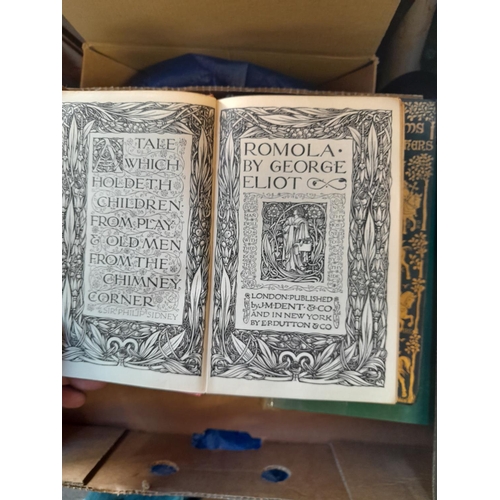 A TALE
WHICH
HOLDETH
CHILDREN
FROM PLAY
& OLD MEN
FROM THE
CHIMNEY
CORNER
SIR PHILIP SIDNEY
ROMOLA ·
BY GEORGE
ELIOT
LONDON: PUBLISHED
by J·M·DENT·&·CO
AND IN NEW YORK
BY E·P·DUTTON & CO